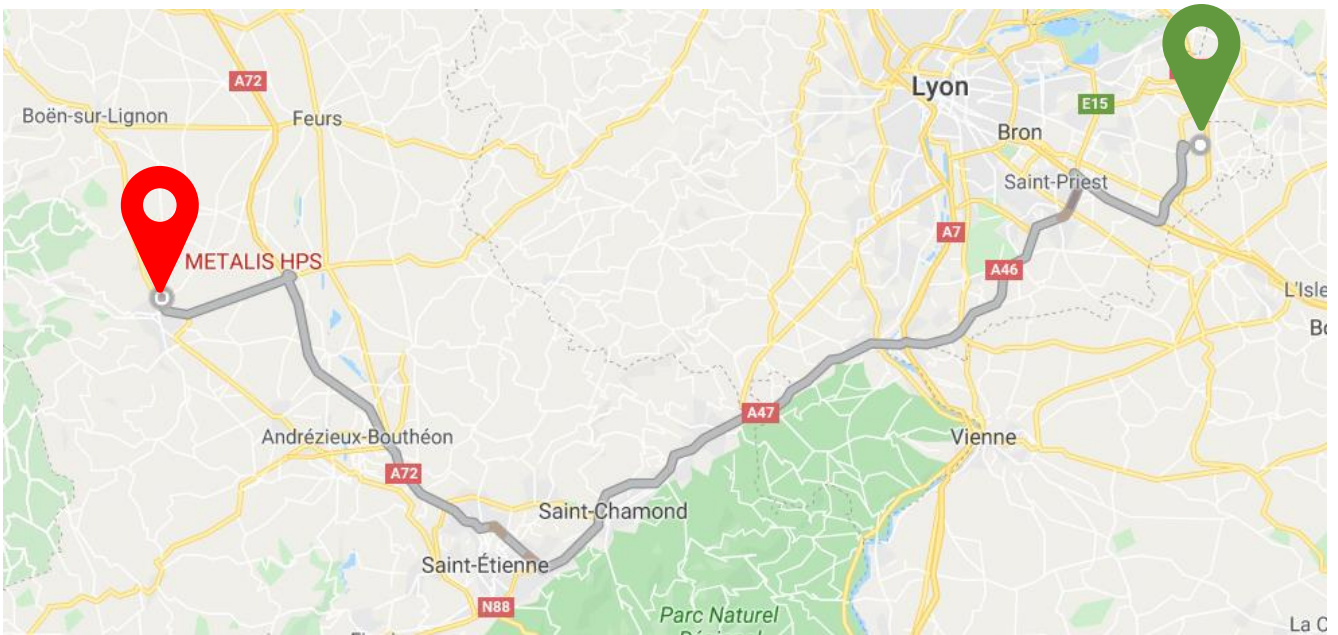 A72
Boën-sur-Lignon
Feurs
Lyon
E15
Bron
Saint-Priest
METALIS HPS
A7
A46
L'Isle
A47
Andrézieux-Bouthéon
Vienne
A72
Saint-Chamond
Saint-Étienne
N88
Parc Naturel
La C